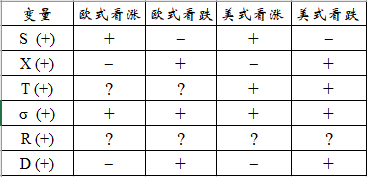 变量 欧式看涨 欧式看跌 美式看涨 美式看跌
S (+) + − + −
X (+) − + − +
T (+) ? ? + +
σ (+) + + + +
R (+) ? ? ? ?
D (+) − + − +